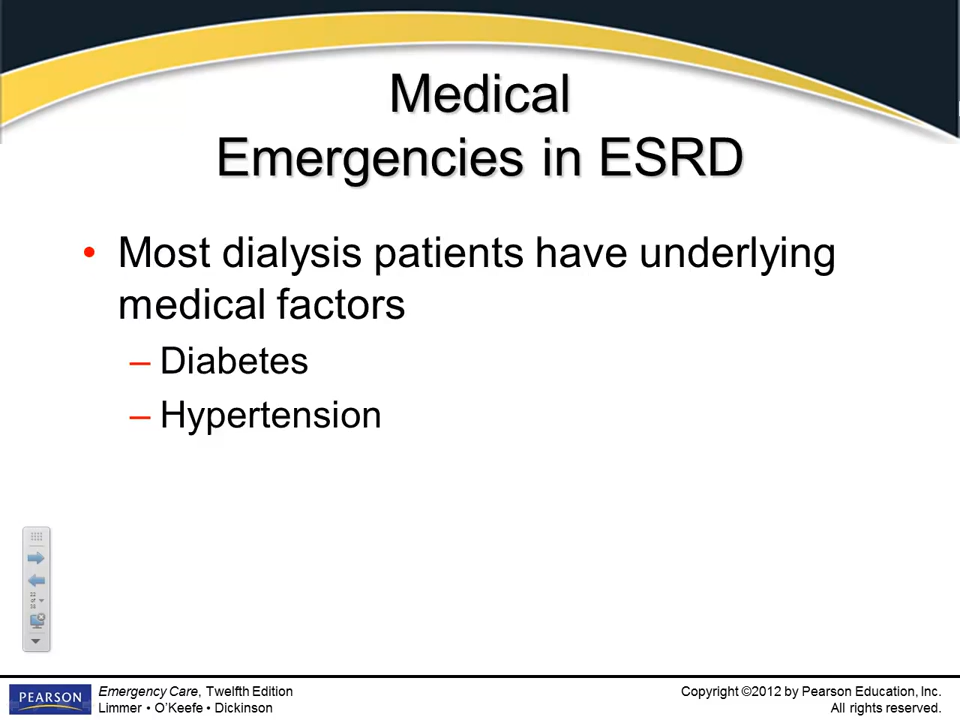 Medical
Emergencies in ESRD
• Most dialysis patients have underlying
medical factors
– Diabetes
– Hypertension
PEARSON
Emergency Care, Twelfth Edition
Limmer • O'Keefe • Dickinson
Copyright ©2012 by Pearson Education, Inc.
All rights reserved.